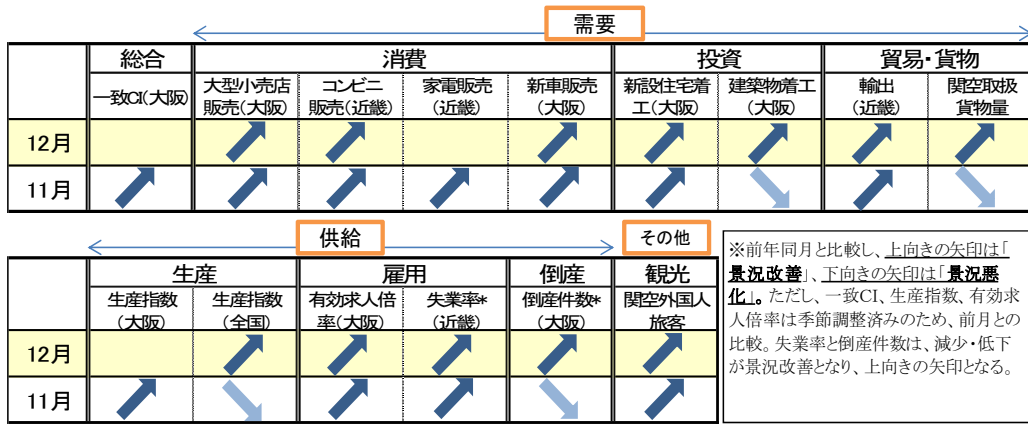 需要
総合 消費 投資 貿易・貨物
一致CI(大阪) 大型小売店販売(大阪) コンビニ販売(近畿) 家電販売(近畿) 新車販売(大阪) 新設住宅着工(大阪) 建築物着工(大阪) 輸出(近畿) 関空取扱貨物量
12月
11月
供給 その他
生産 雇用 倒産 観光
生産指数(大阪) 生産指数(全国) 有効求人倍率(大阪) 失業率*(近畿) 倒産件数*(大阪) 関空外国人旅客
12月
11月
※前年同月と比較し、上向きの矢印は「
景況改善」、下向きの矢印は「景況悪
化」。ただし、一致CI、生産指数、有効求
人倍率は季節調整済みのため、前月との
比較。失業率と倒産件数は、減少・低下
が景況改善となり、上向きの矢印となる。